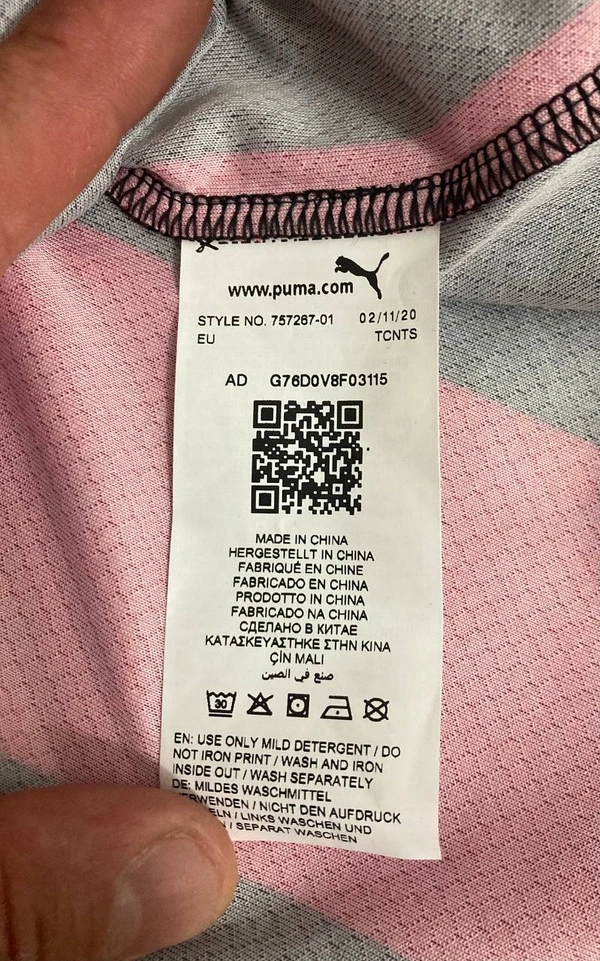 www.puma.com
STYLE NO. 757267-01 02/11/20
EU TCNTS
AD G76D0V8F03115
MADE IN CHINA
HERGESTELLT IN CHINA
FABRIQUÉ EN CHINE
FABRICADO EN CHINA
PRODOTTO IN CHINA
FABRICADO NA CHINA
СДЕЛАНО В КИТАЕ
ΚΑΤΑΣΚΕΥΑΣΤΗΚΕ ΣΤΗΝ ΚΙΝΑ
ÇİN MALI
صنع في الصين
30
EN: USE ONLY MILD DETERGENT / DO
NOT IRON PRINT / WASH AND IRON
INSIDE OUT / WASH SEPARATELY
DE: MILDES WASCHMITTEL
VERWENDEN / NICHT DEN AUFDRUCK
/ LINKS WASCHEN UND
/ SEPARAT WASCHEN